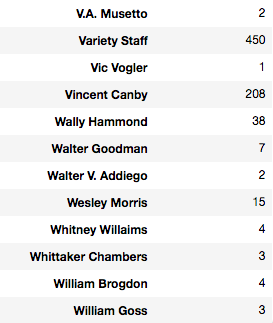 V.A. Musetto 2
Variety Staff 450
Vic Vogler 1
Vincent Canby 208
Wally Hammond 38
Walter Goodman 7
Walter V. Addiego 2
Wesley Morris 15
Whitney Willaims 4
Whittaker Chambers 3
William Brogdon 4
William Goss 3